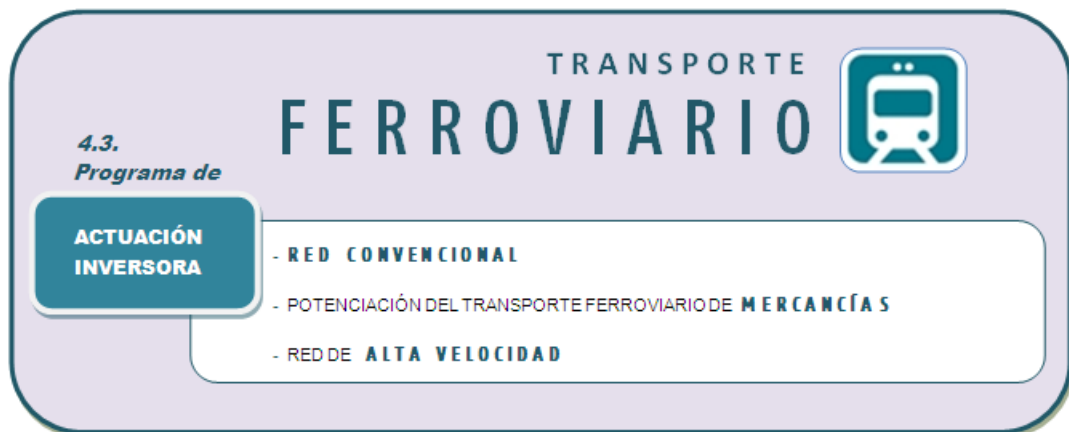 TRANSPORTE
FERROVIARIO
4.3.
Programa de
ACTUACIÓN
INVERSORA
- RED CONVENCIONAL
- POTENCIACIÓN DEL TRANSPORTE FERROVIARIO DE MERCANCÍAS
- RED DE ALTA VELOCIDAD